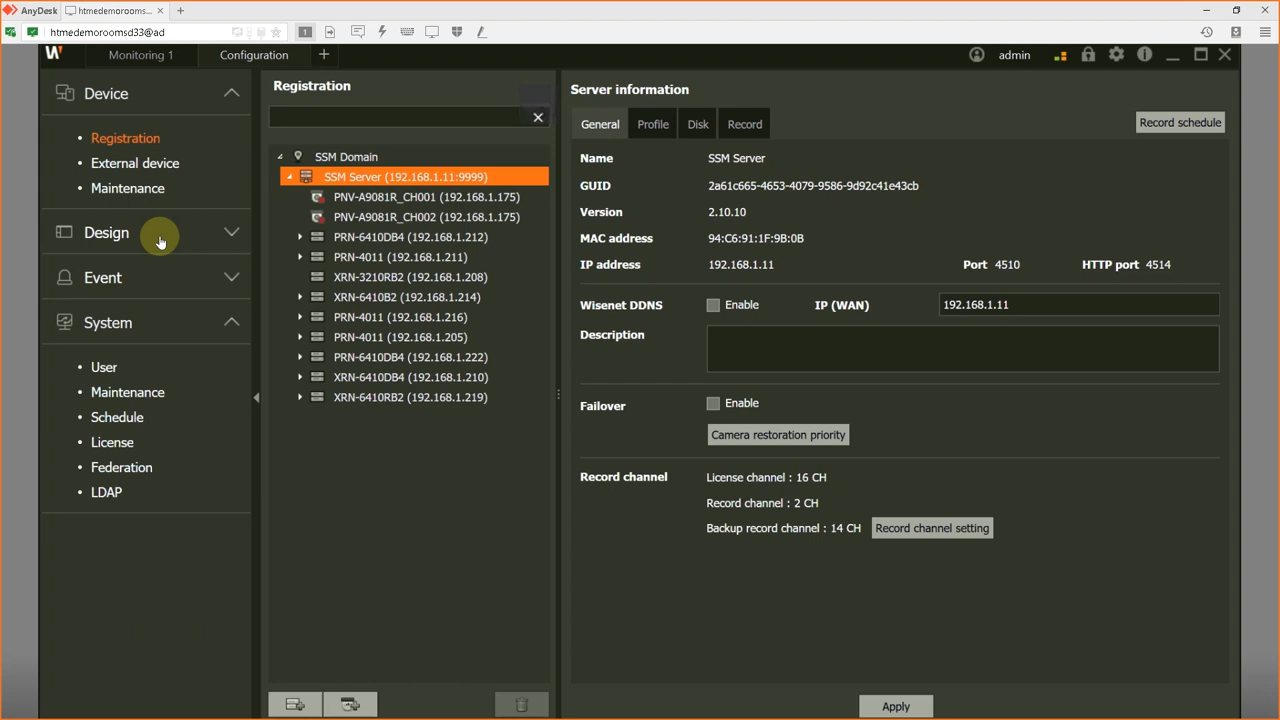 AnyDesk
htmedemorooms...
htmedemoroomsd33@ad
1
W
Monitoring 1
Configuration
admin
Device
Registration
External device
Maintenance
Design
Event
System
User
Maintenance
Schedule
License
Federation
LDAP
Registration
SSM Domain
SSM Server (192.168.1.11:9999)
PNV-A9081R_CH001 (192.168.1.175)
PNV-A9081R_CH002 (192.168.1.175)
PRN-6410DB4 (192.168.1.212)
PRN-4011 (192.168.1.211)
XRN-3210RB2 (192.168.1.208)
XRN-6410B2 (192.168.1.214)
PRN-4011 (192.168.1.216)
PRN-4011 (192.168.1.205)
PRN-6410DB4 (192.168.1.222)
XRN-6410DB4 (192.168.1.210)
XRN-6410RB2 (192.168.1.219)
Server information
General Profile Disk Record
Record schedule
Name SSM Server
GUID 2a61c665-4653-4079-9586-9d92c41e43cb
Version 2.10.10
MAC address 94:C6:91:1F:9B:0B
IP address 192.168.1.11 Port 4510 HTTP port 4514
Wisenet DDNS Enable IP (WAN) 192.168.1.11
Description
Failover Enable
Camera restoration priority
Record channel License channel : 16 CH
Record channel : 2 CH
Backup record channel : 14 CH Record channel setting
Apply